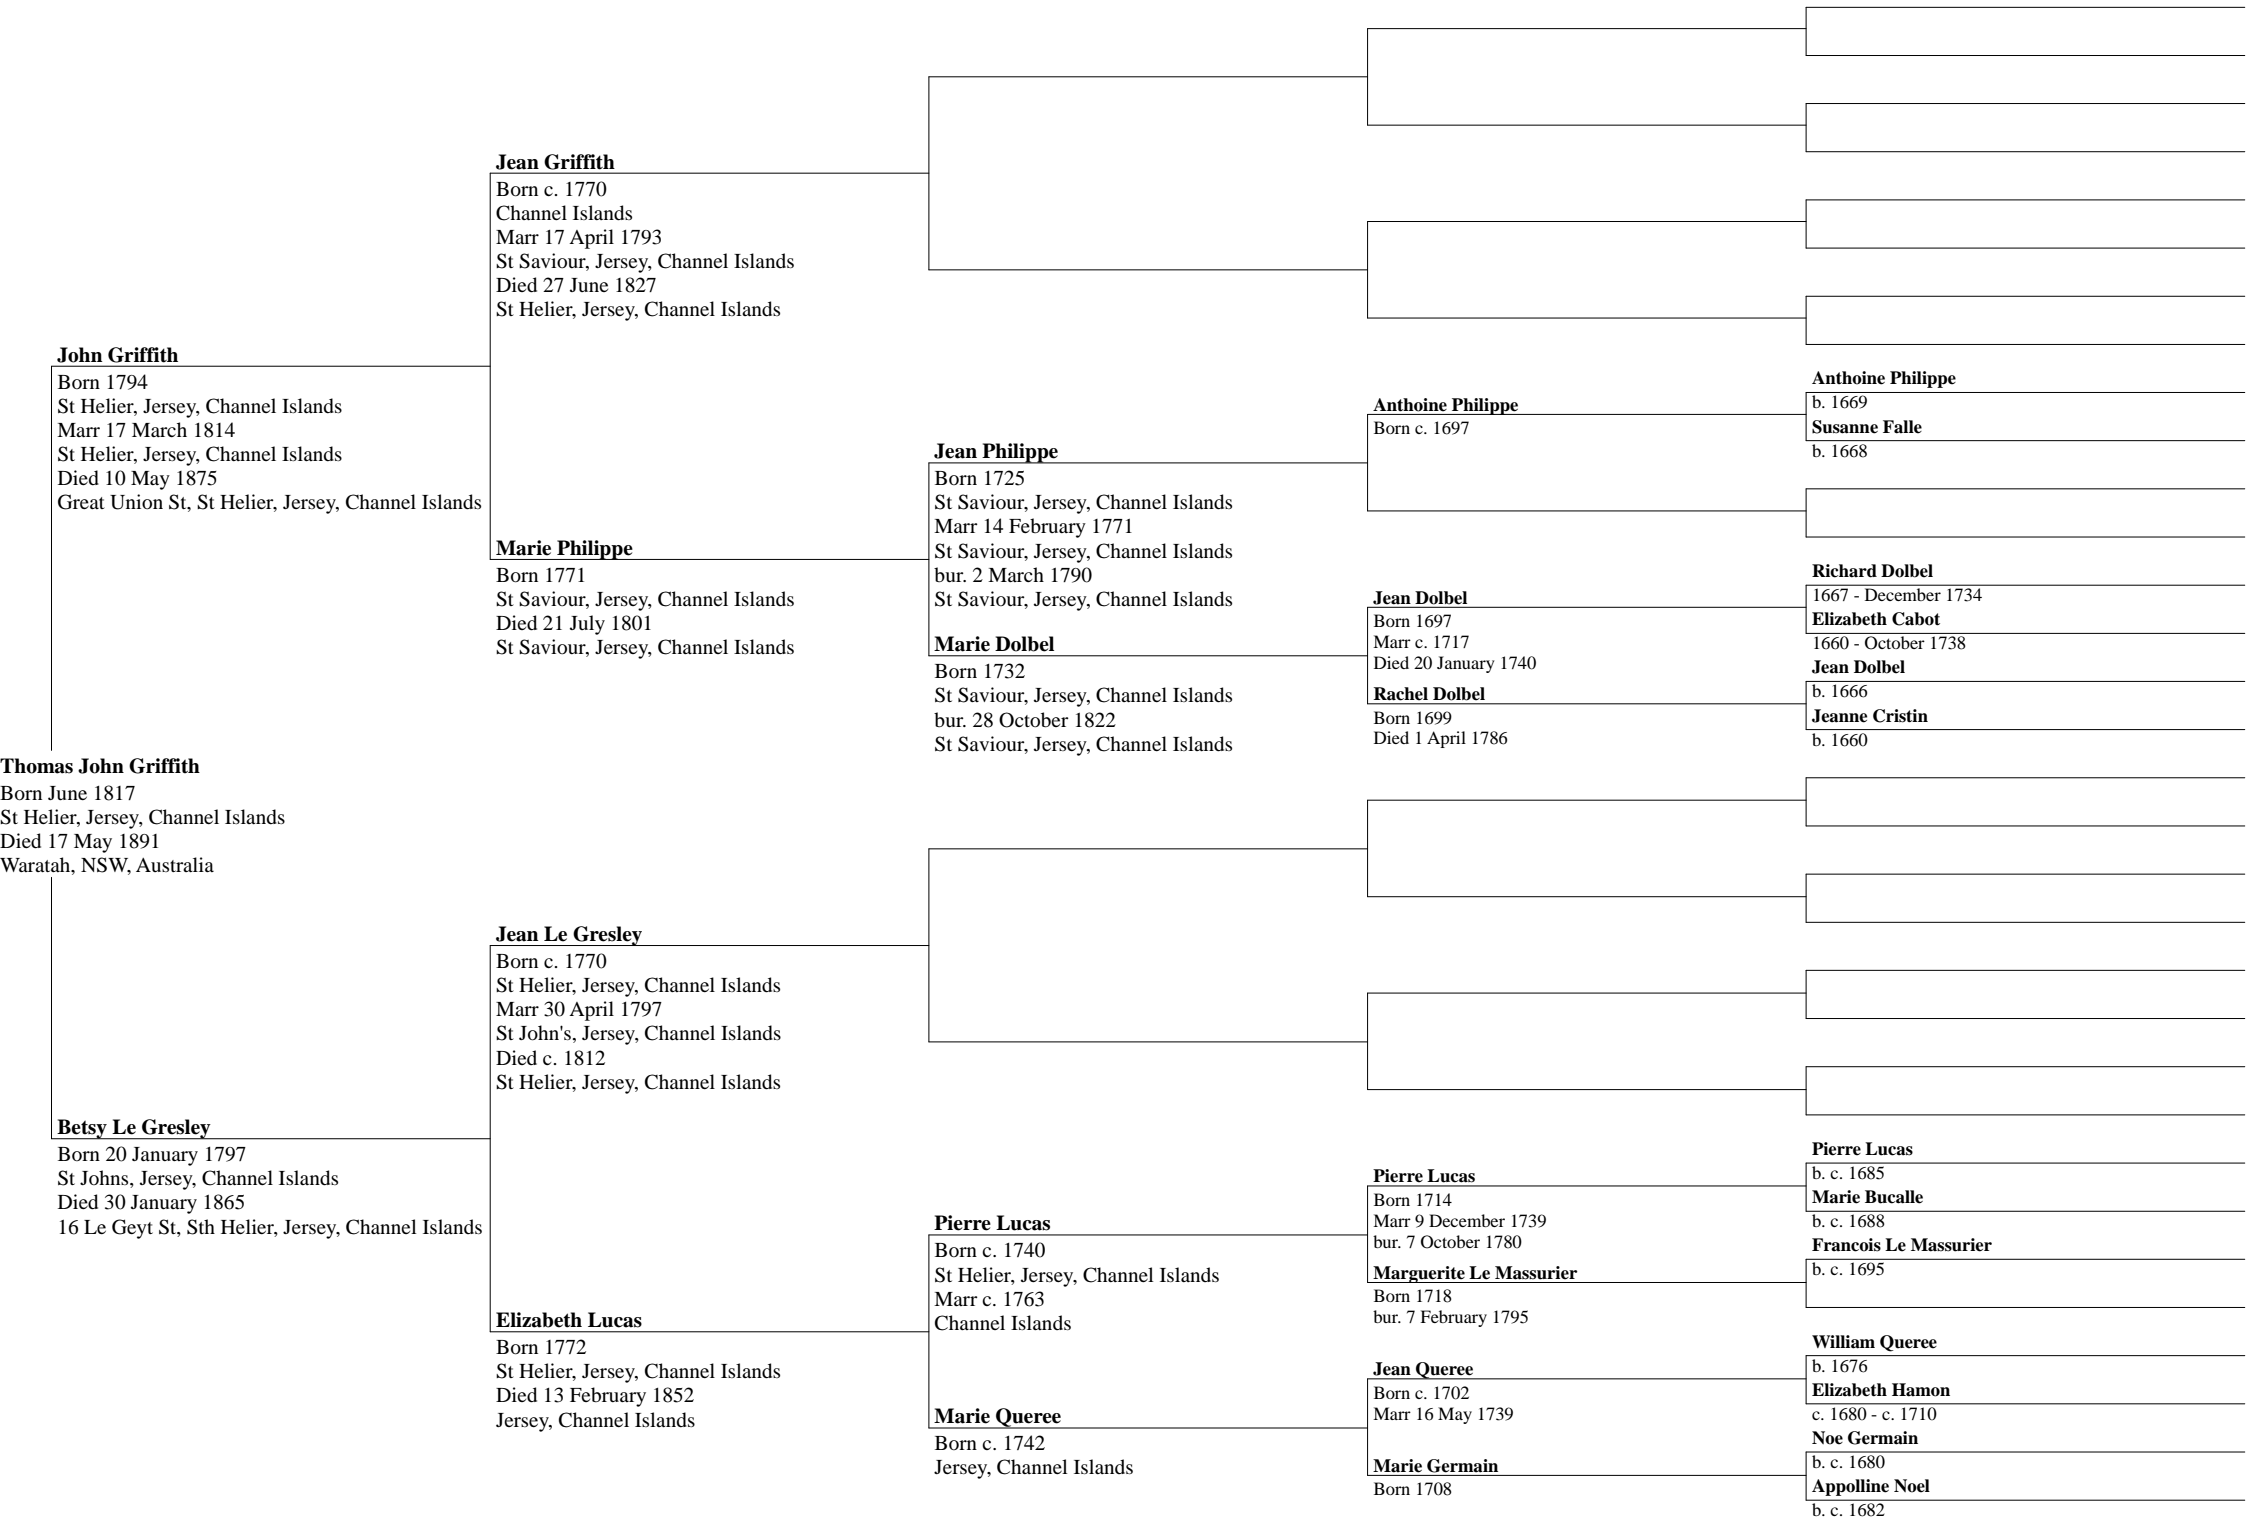 Thomas John Griffith
Born June 1817
St Helier, Jersey, Channel Islands
Died 17 May 1891
Waratah, NSW, Australia
John Griffith
Born 1794
St Helier, Jersey, Channel Islands
Marr 17 March 1814
St Helier, Jersey, Channel Islands
Died 10 May 1875
Great Union St, St Helier, Jersey, Channel Islands
Betsy Le Gresley
Born 20 January 1797
St Johns, Jersey, Channel Islands
Died 30 January 1865
16 Le Geyt St, Sth Helier, Jersey, Channel Islands
Jean Griffith
Born c. 1770
Channel Islands
Marr 17 April 1793
St Saviour, Jersey, Channel Islands
Died 27 June 1827
St Helier, Jersey, Channel Islands
Marie Philippe
Born 1771
St Saviour, Jersey, Channel Islands
Died 21 July 1801
St Saviour, Jersey, Channel Islands
Jean Le Gresley
Born c. 1770
St Helier, Jersey, Channel Islands
Marr 30 April 1797
St John's, Jersey, Channel Islands
Died c. 1812
St Helier, Jersey, Channel Islands
Elizabeth Lucas
Born 1772
St Helier, Jersey, Channel Islands
Died 13 February 1852
Jersey, Channel Islands
Jean Philippe
Born 1725
St Saviour, Jersey, Channel Islands
Marr 14 February 1771
St Saviour, Jersey, Channel Islands
bur. 2 March 1790
St Saviour, Jersey, Channel Islands
Marie Dolbel
Born 1732
St Saviour, Jersey, Channel Islands
bur. 28 October 1822
St Saviour, Jersey, Channel Islands
Pierre Lucas
Born c. 1740
St Helier, Jersey, Channel Islands
Marr c. 1763
Channel Islands
Marie Queree
Born c. 1742
Jersey, Channel Islands
Anthoine Philippe
Born c. 1697
Jean Dolbel
Born 1697
Marr c. 1717
Died 20 January 1740
Rachel Dolbel
Born 1699
Died 1 April 1786
Pierre Lucas
Born 1714
Marr 9 December 1739
bur. 7 October 1780
Marguerite Le Massurier
Born 1718
bur. 7 February 1795
Jean Queree
Born c. 1702
Marr 16 May 1739
Marie Germain
Born 1708
Anthoine Philippe
b. 1669
Susanne Falle
b. 1668
Richard Dolbel
1667 - December 1734
Elizabeth Cabot
1660 - October 1738
Jean Dolbel
b. 1666
Jeanne Cristin
b. 1660
Pierre Lucas
b. c. 1685
Marie Bucalle
b. c. 1688
Francois Le Massurier
b. c. 1695
William Queree
b. 1676
Elizabeth Hamon
c. 1680 - c. 1710
Noe Germain
b. c. 1680
Appolline Noel
b. c. 1682